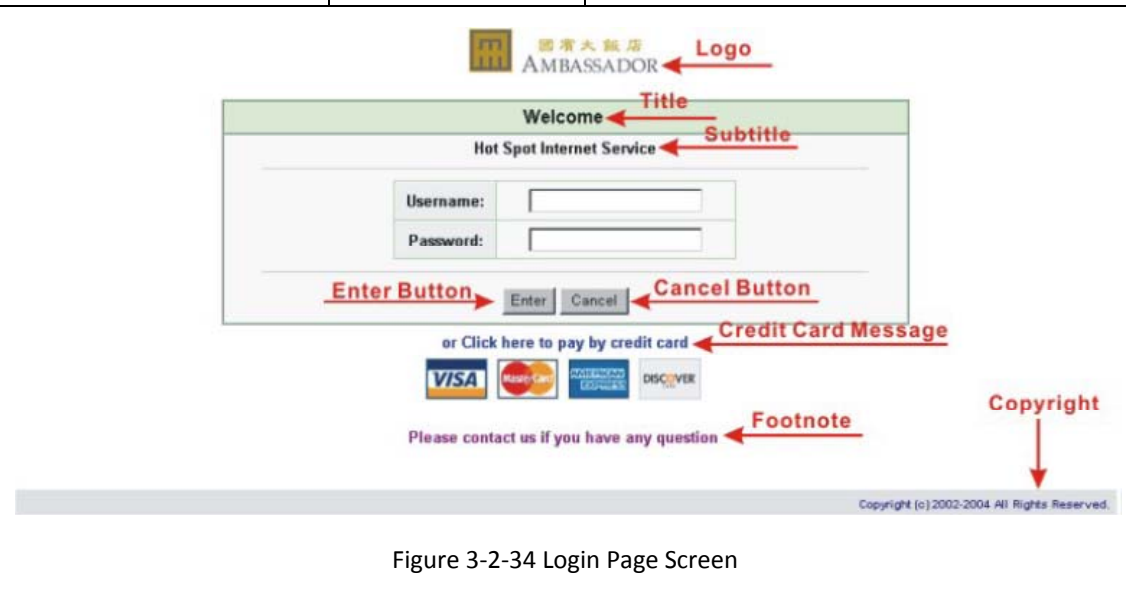 國賓大飯店
AMBASSADOR Logo
Welcome Title
Hot Spot Internet Service Subtitle
Username:
Password:
Enter Button Enter Cancel Cancel Button
or Click here to pay by credit card Credit Card Message
VISA MasterCard AMERICAN EXPRESS DISCOVER
Please contact us if you have any question Footnote
Copyright
Copyright (c) 2002-2004 All Rights Reserved.
Figure 3-2-34 Login Page Screen